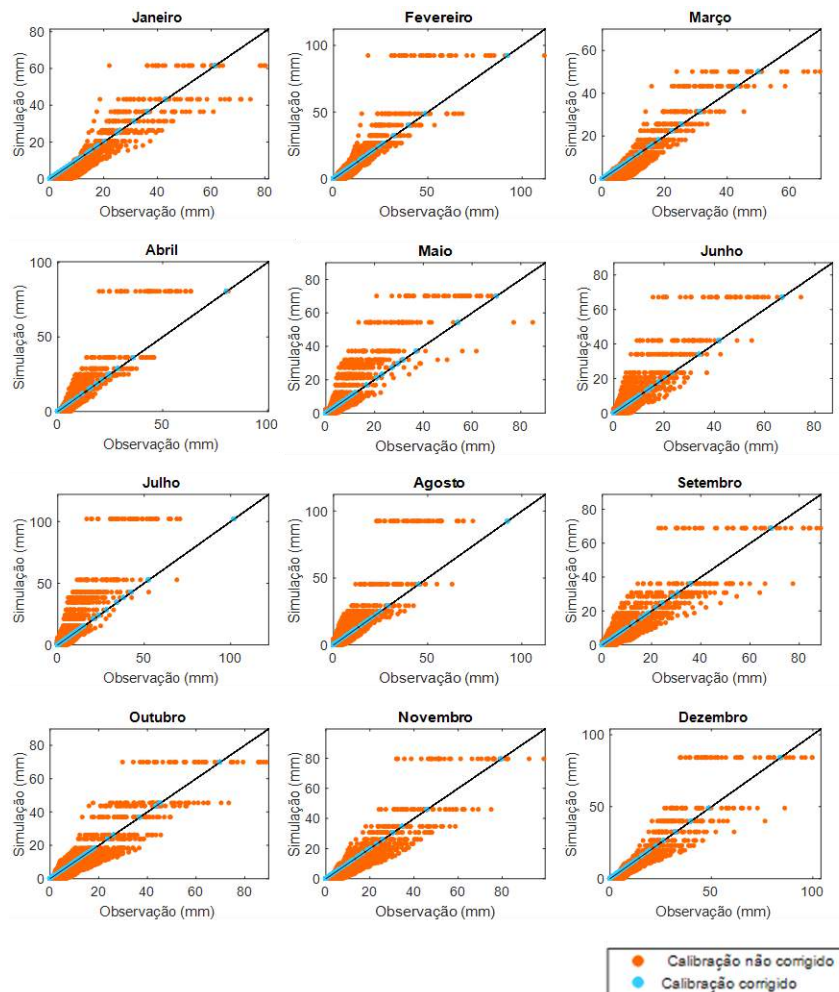 Janeiro
80
60
40
20
0
0 20 40 60 80
Simulação (mm)
Observação (mm)
Fevereiro
100
50
0
0 50 100
Simulação (mm)
Observação (mm)
Março
60
40
20
0
0 20 40 60
Simulação (mm)
Observação (mm)
Abril
100
50
0
0 50 100
Simulação (mm)
Observação (mm)
Maio
80
60
40
20
0
0 20 40 60 80
Simulação (mm)
Observação (mm)
Junho
80
60
40
20
0
0 20 40 60 80
Simulação (mm)
Observação (mm)
Julho
100
50
0
0 50 100
Simulação (mm)
Observação (mm)
Agosto
100
50
0
0 50 100
Simulação (mm)
Observação (mm)
Setembro
80
60
40
20
0
0 20 40 60 80
Simulação (mm)
Observação (mm)
Outubro
80
60
40
20
0
0 20 40 60 80
Simulação (mm)
Observação (mm)
Novembro
80
60
40
20
0
0 20 40 60 80
Simulação (mm)
Observação (mm)
Dezembro
100
50
0
0 50 100
Simulação (mm)
Observação (mm)
Calibração não corrigido
Calibração corrigido